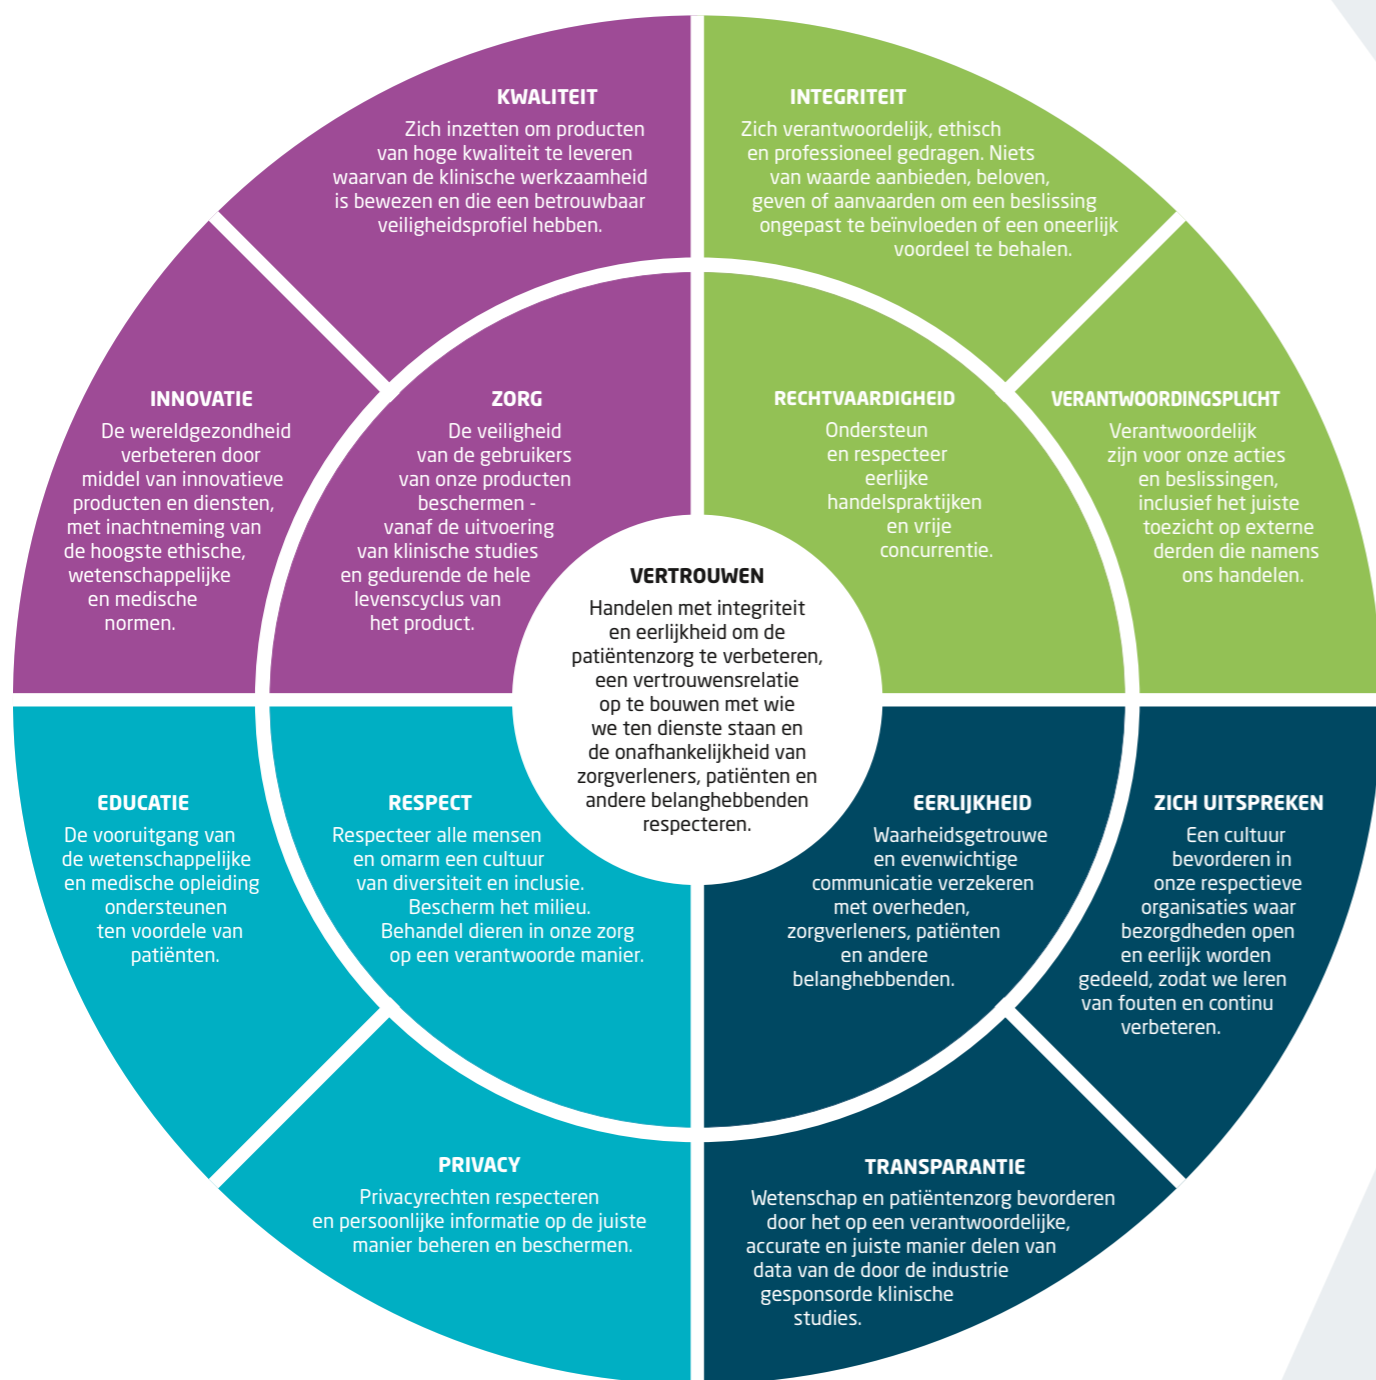 KWALITEIT
Zich inzetten om producten
van hoge kwaliteit te leveren
waarvan de klinische werkzaamheid
is bewezen en die een betrouwbaar
veiligheidsprofiel hebben.
INTEGRITEIT
Zich verantwoordelijk, ethisch
en professioneel gedragen. Niets
van waarde aanbieden, beloven,
geven of aanvaarden om een beslissing
ongepast te beïnvloeden of een oneerlijk
voordeel te behalen.
INNOVATIE
De wereldgezondheid
verbeteren door
middel van innovatieve
producten en diensten,
met inachtneming van
de hoogste ethische,
wetenschappelijke
en medische
normen.
ZORG
De veiligheid
van de gebruikers
van onze producten
beschermen -
vanaf de uitvoering
van klinische studies
en gedurende de hele
levenscyclus van
het product.
RECHTVAARDIGHEID
Ondersteun
en respecteer
eerlijke
handelspraktijken
en vrije
concurrentie.
VERANTWOORDINGSPLICHT
Verantwoordelijk
zijn voor onze acties
en beslissingen,
inclusief het juiste
toezicht op externe
derden die namens
ons handelen.
VERTROUWEN
Handelen met integriteit
en eerlijkheid om de
patiëntenzorg te verbeteren,
een vertrouwensrelatie
op te bouwen met wie
we ten dienste staan en
de onafhankelijkheid van
zorgverleners, patiënten en
andere belanghebbenden
respecteren.
EDUCATIE
De vooruitgang van
de wetenschappelijke
en medische opleiding
ondersteunen
ten voordele van
patiënten.
RESPECT
Respecteer alle mensen
en omarm een cultuur
van diversiteit en inclusie.
Bescherm het milieu.
Behandel dieren in onze zorg
op een verantwoorde manier.
EERLIJKHEID
Waarheidsgetrouwe
en evenwichtige
communicatie verzekeren
met overheden,
zorgverleners, patiënten
en andere
belanghebbenden.
ZICH UITSPREKEN
Een cultuur
bevorderen in
onze respectieve
organisaties waar
bezorgdheden open
en eerlijk worden
gedeeld, zodat we leren
van fouten en continu
verbeteren.
PRIVACY
Privacyrechten respecteren
en persoonlijke informatie op de juiste
manier beheren en beschermen.
TRANSPARANTIE
Wetenschap en patiëntenzorg bevorderen
door het op een verantwoordelijke,
accurate en juiste manier delen van
data van de door de industrie
gesponsorde klinische
studies.